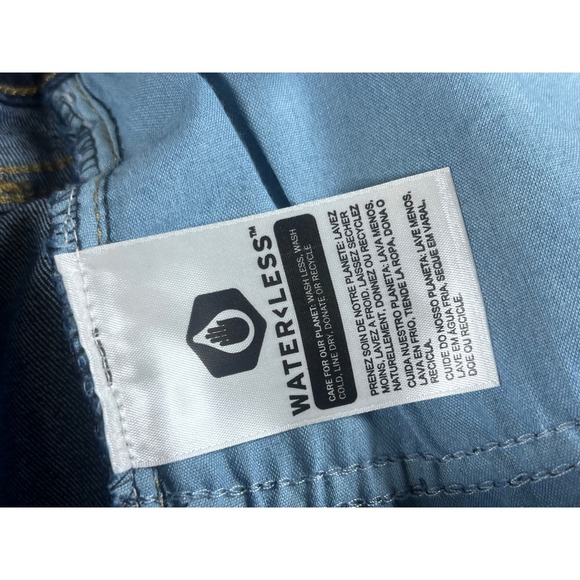 WATER<LESS™
CARE FOR OUR PLANET: WASH LESS, WASH
COLD, LINE DRY, DONATE OR RECYCLE.
PRENEZ SOIN DE NOTRE PLANÈTE: LAVEZ
MOINS, LAVEZ A FROID, LAISSEZ SÉCHER
NATURELLEMENT, DONNEZ OU RECYCLEZ
CUIDA NUESTRO PLANETA: LAVA MENOS,
LAVA EN FRIO, TIENDE LA ROPA, DONA O
RECICLA.
CUIDE DO NOSSO PLANETA: LAVE MENOS,
LAVE EM ÁGUA FRIA, SEQUE EM VARAL,
DOE OU RECICLE.